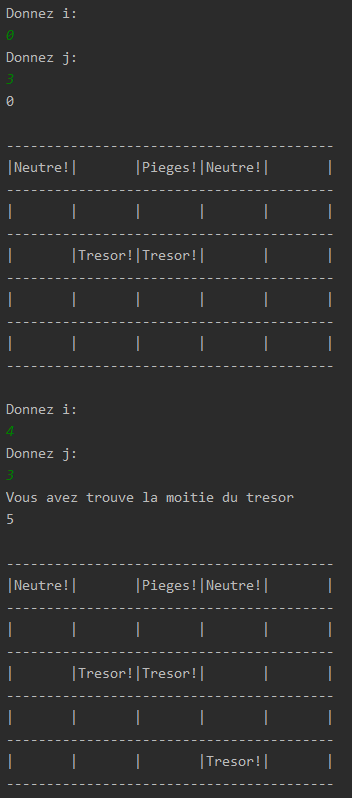 Donnez i:
0
Donnez j:
3
0
-----------------------------------------
|Neutre!|       |Pieges!|Neutre!|       |
-----------------------------------------
|       |       |       |       |       |
-----------------------------------------
|       |Tresor!|Tresor!|       |       |
-----------------------------------------
|       |       |       |       |       |
-----------------------------------------
|       |       |       |       |       |
-----------------------------------------
Donnez i:
4
Donnez j:
3
Vous avez trouve la moitie du tresor
5
-----------------------------------------
|Neutre!|       |Pieges!|Neutre!|       |
-----------------------------------------
|       |       |       |       |       |
-----------------------------------------
|       |Tresor!|Tresor!|       |       |
-----------------------------------------
|       |       |       |       |       |
-----------------------------------------
|       |       |       |Tresor!|       |
-----------------------------------------